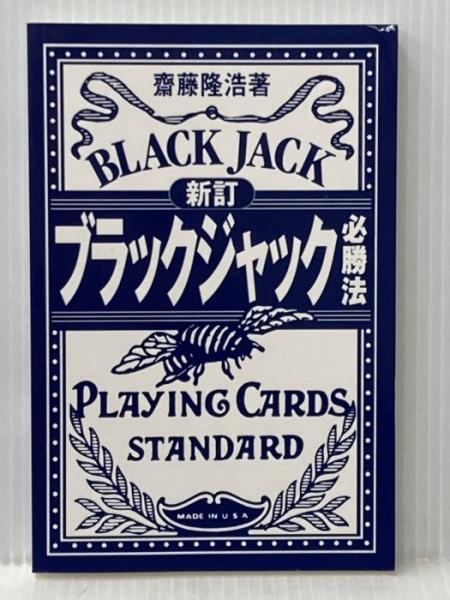 齋藤隆浩著
BLACK JACK
新訂
ブラックジャック必勝法
PLAYING CARDS
STANDARD
MADE IN U S A